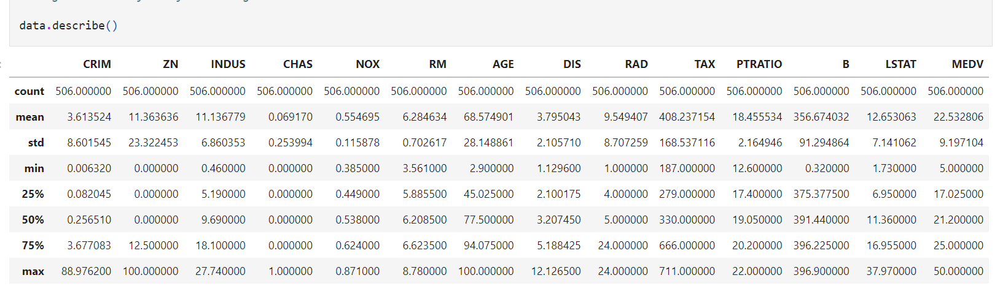 data.describe()
CRIM ZN INDUS CHAS NOX RM AGE DIS RAD TAX PTRATIO B LSTAT MEDV
count 506.000000 506.000000 506.000000 506.000000 506.000000 506.000000 506.000000 506.000000 506.000000 506.000000 506.000000 506.000000 506.000000 506.000000
mean 3.613524 11.363636 11.136779 0.069170 0.554695 6.284634 68.574901 3.795043 9.549407 408.237154 18.455534 356.674032 12.653063 22.532806
std 8.601545 23.322453 6.860353 0.253994 0.115878 0.702617 28.148861 2.105710 8.707259 168.537116 2.164946 91.294864 7.141062 9.197104
min 0.006320 0.000000 0.460000 0.000000 0.385000 3.561000 2.900000 1.129600 1.000000 187.000000 12.600000 0.320000 1.730000 5.000000
25% 0.082045 0.000000 5.190000 0.000000 0.449000 5.885500 45.025000 2.100175 4.000000 279.000000 17.400000 375.377500 6.950000 17.025000
50% 0.256510 0.000000 9.690000 0.000000 0.538000 6.208500 77.500000 3.207450 5.000000 330.000000 19.050000 391.440000 11.360000 21.200000
75% 3.677083 12.500000 18.100000 0.000000 0.624000 6.623500 94.075000 5.188425 24.000000 666.000000 20.200000 396.225000 16.955000 25.000000
max 88.976200 100.000000 27.740000 1.000000 0.871000 8.780000 100.000000 12.126500 24.000000 711.000000 22.000000 396.900000 37.970000 50.000000